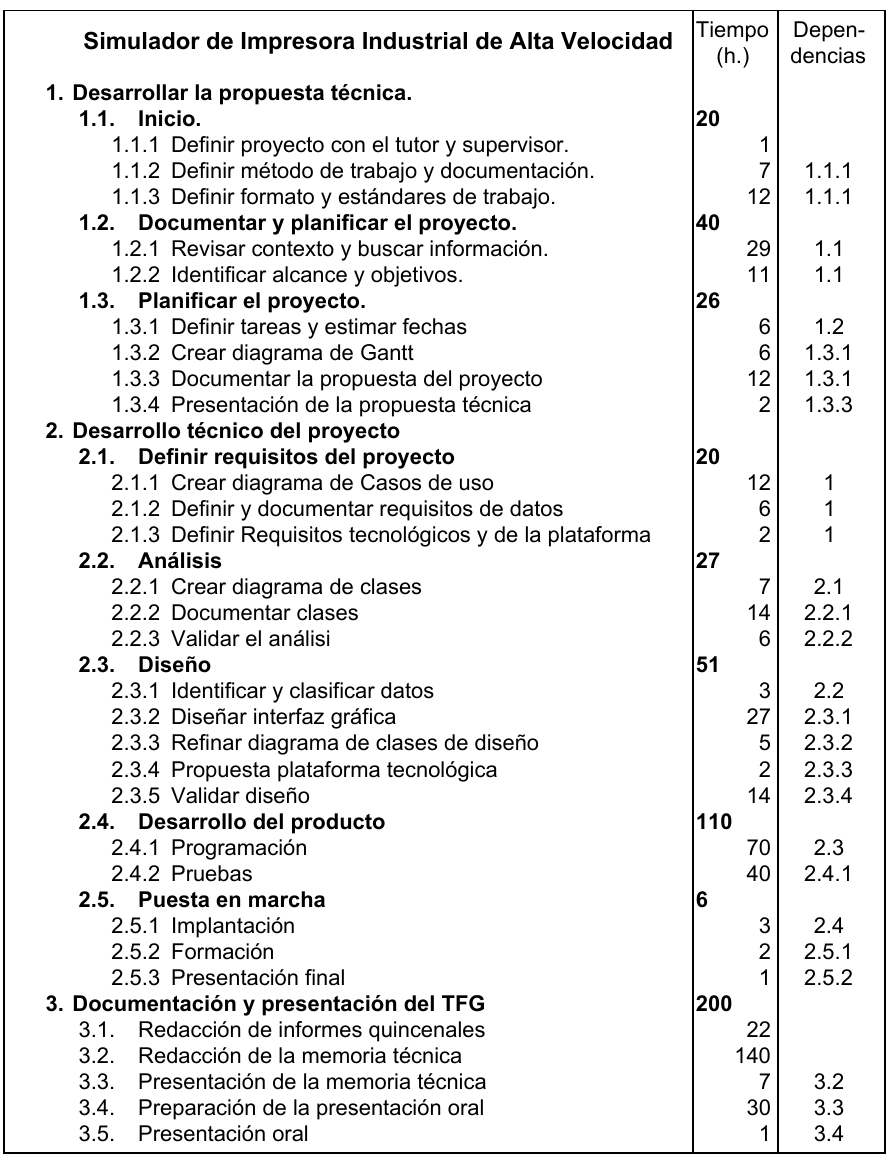 Simulador de Impresora Industrial de Alta Velocidad Tiempo (h.) Depen-dencias
1. Desarrollar la propuesta técnica.
1.1. Inicio. 20
1.1.1 Definir proyecto con el tutor y supervisor. 1
1.1.2 Definir método de trabajo y documentación. 7 1.1.1
1.1.3 Definir formato y estándares de trabajo. 12 1.1.1
1.2. Documentar y planificar el proyecto. 40
1.2.1 Revisar contexto y buscar información. 29 1.1
1.2.2 Identificar alcance y objetivos. 11 1.1
1.3. Planificar el proyecto. 26
1.3.1 Definir tareas y estimar fechas 6 1.2
1.3.2 Crear diagrama de Gantt 6 1.3.1
1.3.3 Documentar la propuesta del proyecto 12 1.3.1
1.3.4 Presentación de la propuesta técnica 2 1.3.3
2. Desarrollo técnico del proyecto
2.1. Definir requisitos del proyecto 20
2.1.1 Crear diagrama de Casos de uso 12 1
2.1.2 Definir y documentar requisitos de datos 6 1
2.1.3 Definir Requisitos tecnológicos y de la plataforma 2 1
2.2. Análisis 27
2.2.1 Crear diagrama de clases 7 2.1
2.2.2 Documentar clases 14 2.2.1
2.2.3 Validar el análisi 6 2.2.2
2.3. Diseño 51
2.3.1 Identificar y clasificar datos 3 2.2
2.3.2 Diseñar interfaz gráfica 27 2.3.1
2.3.3 Refinar diagrama de clases de diseño 5 2.3.2
2.3.4 Propuesta plataforma tecnológica 2 2.3.3
2.3.5 Validar diseño 14 2.3.4
2.4. Desarrollo del producto 110
2.4.1 Programación 70 2.3
2.4.2 Pruebas 40 2.4.1
2.5. Puesta en marcha 6
2.5.1 Implantación 3 2.4
2.5.2 Formación 2 2.5.1
2.5.3 Presentación final 1 2.5.2
3. Documentación y presentación del TFG 200
3.1. Redacción de informes quincenales 22
3.2. Redacción de la memoria técnica 140
3.3. Presentación de la memoria técnica 7 3.2
3.4. Preparación de la presentación oral 30 3.3
3.5. Presentación oral 1 3.4